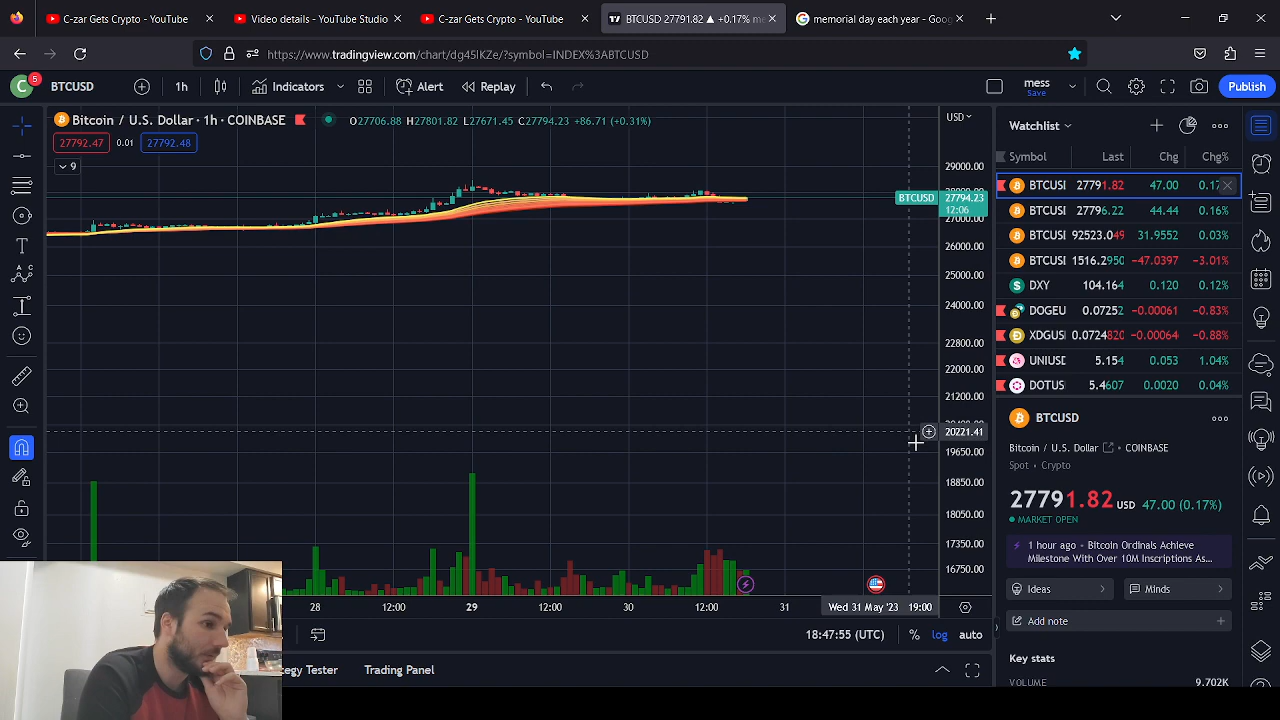 C-zar Gets Crypto - YouTube
Video details - YouTube Studio
C-zar Gets Crypto - YouTube
BTCUSD 27791.82 ▲ +0.17% me
memorial day each year - Goo
https://www.tradingview.com/chart/dg45IKZe/?symbol=INDEX%3ABTCUSD
C 5
BTCUSD
1h
Indicators
Alert
Replay
mess
Save
Publish
Bitcoin / U.S. Dollar · 1h · COINBASE
O27706.88 H27801.82 L27671.45 C27794.23 +86.71 (+0.31%)
27792.47 0.01 27792.48
9
USD
29000.00
BTCUSD 27794.23
12:06
27000.00
26000.00
25000.00
24000.00
22800.00
22000.00
21200.00
20221.41
19650.00
18850.00
18050.00
17350.00
16750.00
28 12:00 29 12:00 30 12:00 31
Wed 31 May '23 19:00
18:47:55 (UTC)
% log auto
egy Tester
Trading Panel
Watchlist
Symbol Last Chg Chg%
BTCUSI 27791.82 47.00 0.17
BTCUSI 27796.22 44.44 0.16%
BTCUSI 92523.049 31.9552 0.03%
BTCUSI 1516.2950 −47.0397 −3.01%
DXY 104.164 0.120 0.12%
DOGEU 0.07252 −0.00061 −0.83%
XDGUS 0.0724820 −0.00064 −0.88%
UNIUSD 5.154 0.053 1.04%
DOTUS 5.4607 0.0020 0.04%
BTCUSD
Bitcoin / U.S. Dollar COINBASE
Spot · Crypto
27791.82 USD 47.00 (0.17%)
MARKET OPEN
1 hour ago · Bitcoin Ordinals Achieve
Milestone With Over 10M Inscriptions As...
Ideas
Minds
Add note
Key stats
VOLUME 9.702K